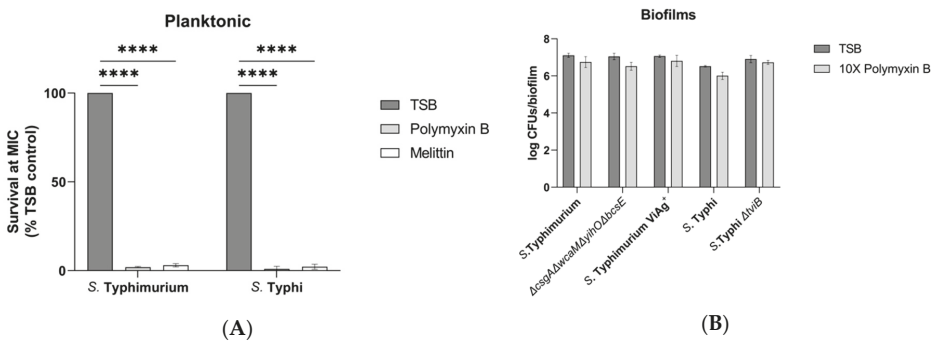 Planktonic
****
****
****
****
Survival at MIC
(% TSB control)
100
50
0
S. Typhimurium
S. Typhi
TSB
Polymyxin B
Melittin
(A)
Biofilms
log CFUs/biofilm
8
6
4
2
0
S.Typhimurium
ΔcsgAΔwcaMΔyihOΔbcsE
S. Typhimurium ViAg+
S. Typhi
S.Typhi ΔtviB
TSB
10X Polymyxin B
(B)